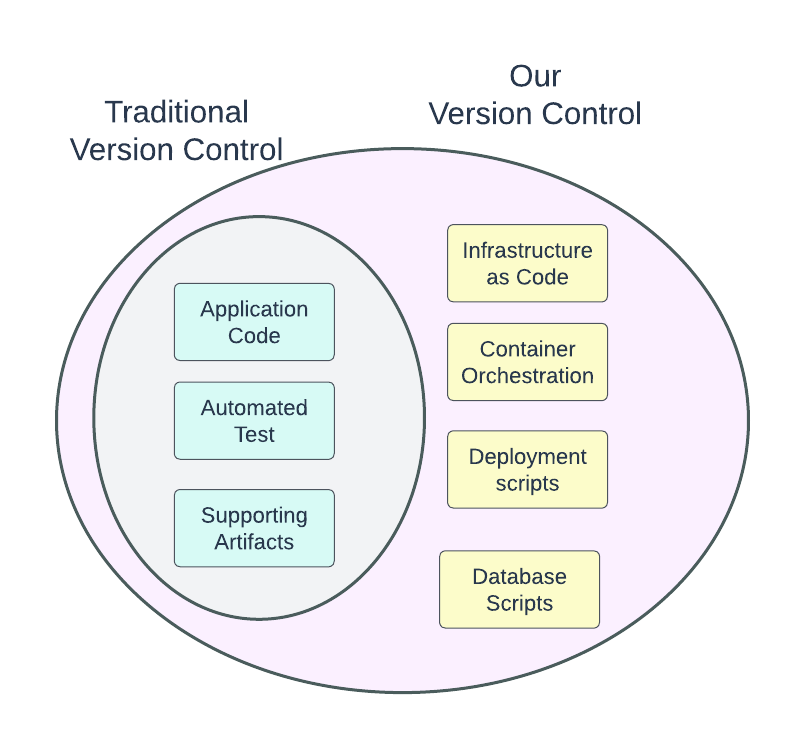 Our
Version Control
Traditional
Version Control
Application
Code
Automated
Test
Supporting
Artifacts
Infrastructure
as Code
Container
Orchestration
Deployment
scripts
Database
Scripts